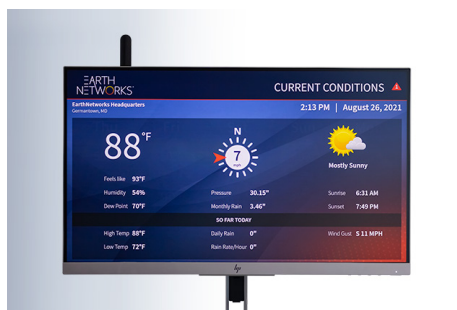 EARTH
NETWORKS
CURRENT CONDITIONS
EarthNetworks Headquarters
Germantown, MD
2:13 PM | August 26, 2021
88°F
N
7
mph
Mostly Sunny
Feels like 93°F
Humidity 54% Pressure 30.15" Sunrise 6:31 AM
Dew Point 70°F Monthly Rain 3.46" Sunset 7:49 PM
SO FAR TODAY
High Temp 88°F Daily Rain 0" Wind Gust S 11 MPH
Low Temp 72°F Rain Rate/Hour 0"
hp